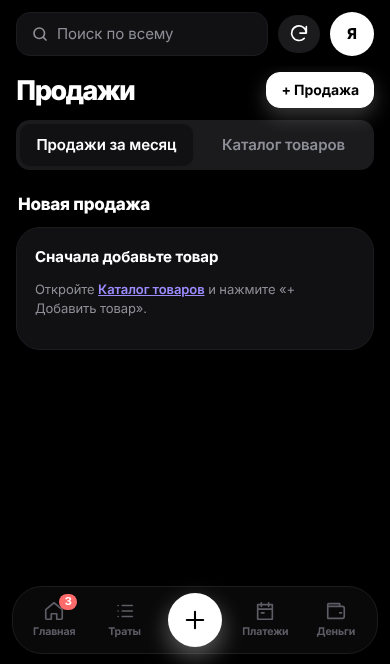 Поиск по всему
Я
Продажи
+ Продажа
Продажи за месяц
Каталог товаров
Новая продажа
Сначала добавьте товар
Откройте Каталог товаров и нажмите «+
Добавить товар».
3
Главная
Траты
Платежи
Деньги